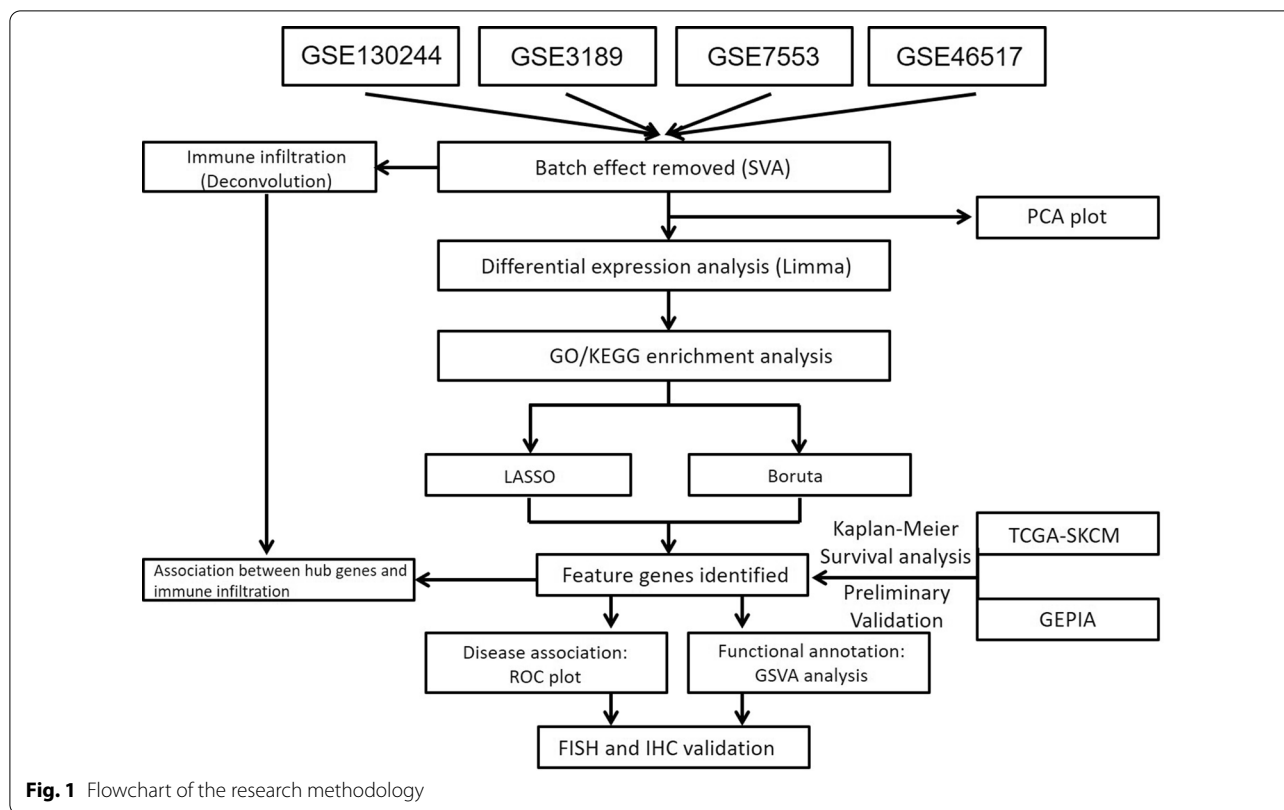 GSE130244
GSE3189
GSE7553
GSE46517
Immune infiltration
(Deconvolution)
Batch effect removed (SVA)
PCA plot
Differential expression analysis (Limma)
GO/KEGG enrichment analysis
LASSO
Boruta
Kaplan-Meier
Survival analysis
TCGA-SKCM
Association between hub genes and
immune infiltration
Feature genes identified
Preliminary
Validation
GEPIA
Disease association:
ROC plot
Functional annotation:
GSVA analysis
FISH and IHC validation
Fig. 1 Flowchart of the research methodology